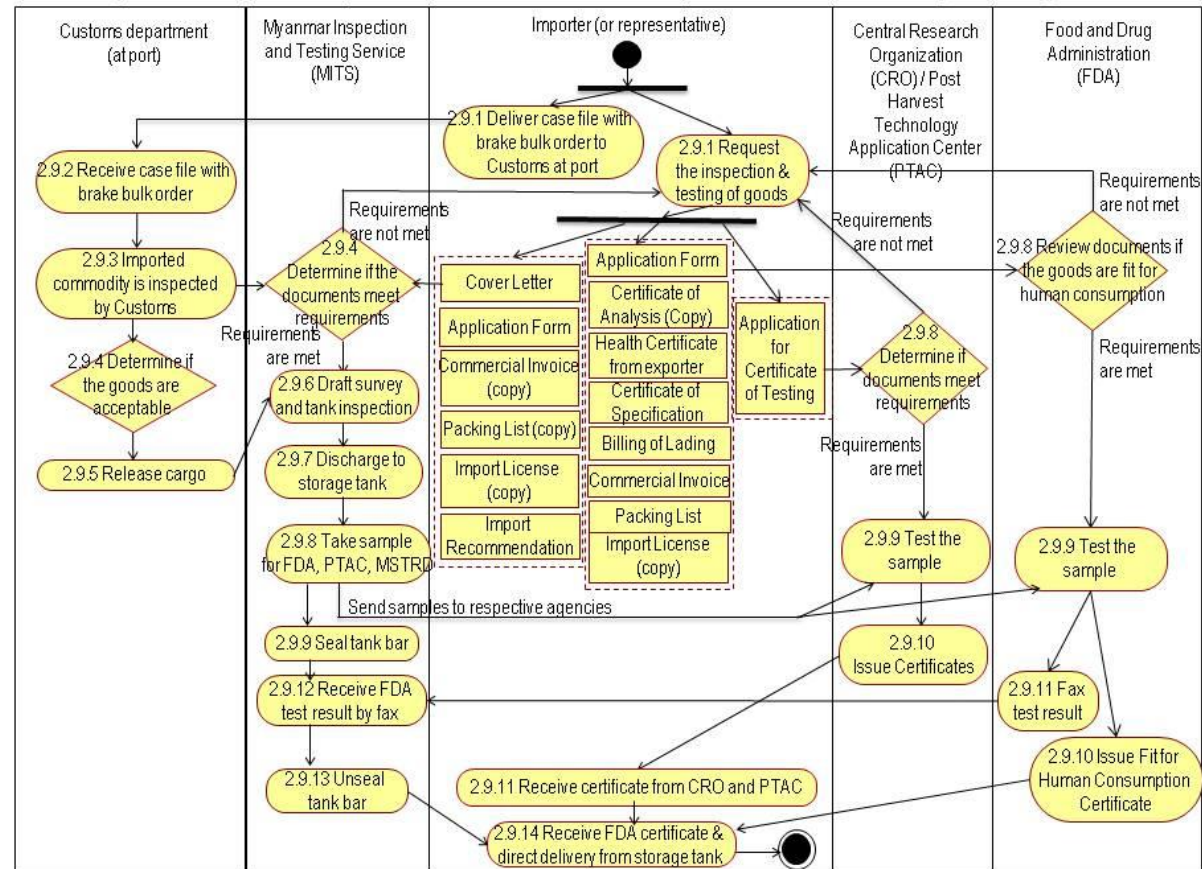 Customs department
(at port)
Myanmar Inspection
and Testing Service
(MITS)
Importer (or representative)
Central Research
Organization
(CRO) / Post
Harvest
Technology
Application Center
(PTAC)
Food and Drug
Administration
(FDA)
2.9.1 Deliver case file with
brake bulk order to
Customs at port
2.9.1 Request
the inspection &
testing of goods
2.9.2 Receive case file with
brake bulk order
Requirements
are not met
Requirements
are not met
Requirements
are not met
2.9.3 Imported
commodity is inspected
by Customs
2.9.4
Determine if the
documents meet
requirements
Requirements
are met
2.9.4 Determine if
the goods are
acceptable
2.9.5 Release cargo
2.9.6 Draft survey
and tank inspection
2.9.7 Discharge to
storage tank
2.9.8 Take sample
for FDA, PTAC, MSTRD
Cover Letter
Application Form
Commercial Invoice
(copy)
Packing List (copy)
Import License
(copy)
Import
Recommendation
Application Form
Certificate of
Analysis (Copy)
Health Certificate
from exporter
Certificate of
Specification
Billing of Lading
Commercial Invoice
Packing List
Import License
(copy)
Application
for
Certificate
of Testing
2.9.8
Determine if
documents meet
requirements
Requirements
are met
2.9.8 Review documents if
the goods are fit for
human consumption
Requirements
are met
2.9.9 Test the
sample
2.9.9 Test the
sample
Send samples to respective agencies
2.9.9 Seal tank bar
2.9.10
Issue Certificates
2.9.12 Receive FDA
test result by fax
2.9.11 Fax
test result
2.9.13 Unseal
tank bar
2.9.11 Receive certificate from CRO and PTAC
2.9.10 Issue Fit for
Human Consumption
Certificate
2.9.14 Receive FDA certificate &
direct delivery from storage tank